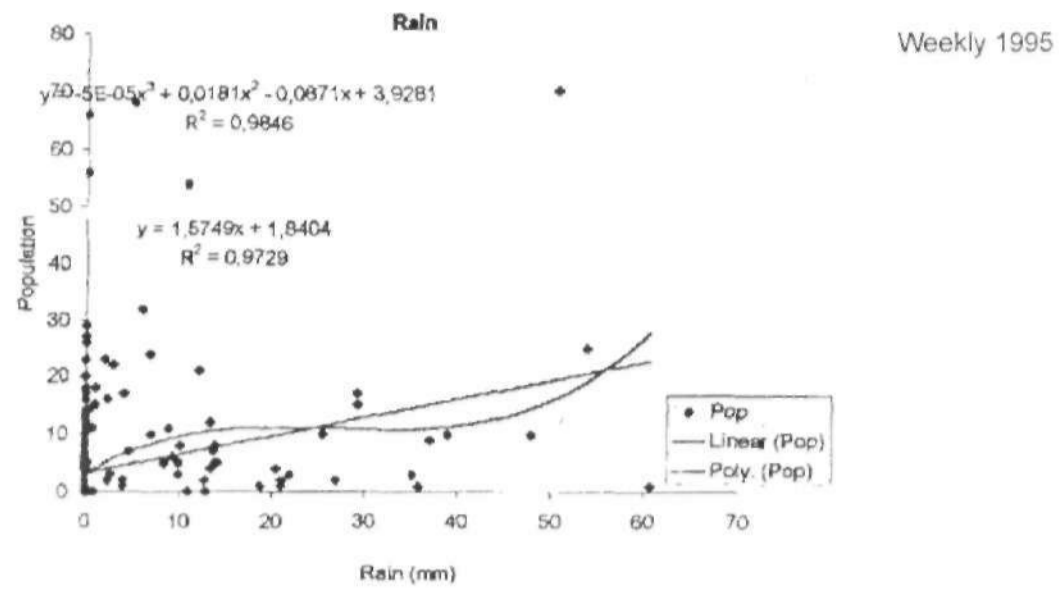 Rain
Weekly 1995
80
70
60
50
40
30
20
10
0
Population
y = -5E-05x³ + 0,0181x² - 0,0871x + 3,9281
R² = 0,9846
y = 1,5749x + 1,8404
R² = 0,9729
Pop
Linear (Pop)
Poly. (Pop)
0 10 20 30 40 50 60 70
Rain (mm)